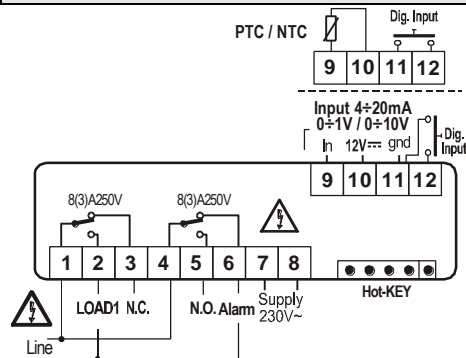 Dig. Input
PTC / NTC
9 10 11 12
Input 4÷20mA
0÷1V / 0÷10V
In 12V⎓ gnd
Dig.
Input
9 10 11 12
8(3)A250V 8(3)A250V
1 2 3 4 5 6 7 8
Hot-KEY
LOAD1 N.C. N.O. Alarm Supply
230V~
Line